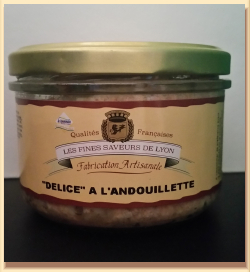 Qualités Françaises
LES FINES SAVEURS DE LYON
Fabrication Artisanale
"DELICE" A L'ANDOUILLETTE